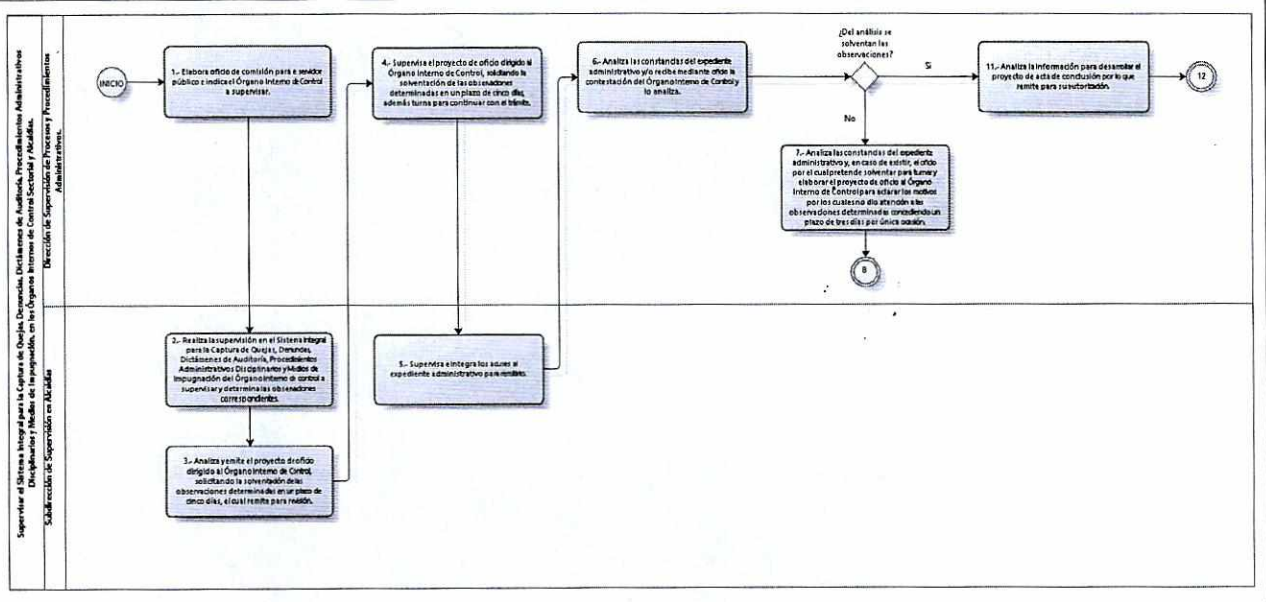 Supervisar el Sistema Integral para la Captura de Quejas, Denuncias, Dictámenes de Auditoría, Procedimientos Administrativos
Disciplinarios y Medios de Impugnación, en los Órganos Internos de Control Sectorial y Alcaldías.
Dirección de Supervisión de Procesos y Procedimientos
Administrativos.
Subdirección de Supervisión en Alcaldías
INICIO
1.- Elabora oficio de comisión para el servidor
público e indica el Órgano Interno de Control
a supervisar.
2.- Realiza la supervisión en el Sistema Integral
para la Captura de Quejas, Denuncias,
Dictámenes de Auditoría, Procedimientos
Administrativos Disciplinarios y Medios de
Impugnación del Órgano Interno de control a
supervisar y determina las observaciones
correspondientes.
3.- Analiza y emite el proyecto de oficio
dirigido al Órgano Interno de Control,
solicitando la solventación de las
observaciones determinadas en un plazo de
cinco días, el cual remite para revisión.
4.- Supervisa el proyecto de oficio dirigido al
Órgano Interno de Control, solicitando la
solventación de las observaciones
determinadas en un plazo de cinco días,
además turna para continuar con el trámite.
5.- Supervisa e integra los acuses al
expediente administrativo para remitirlo.
6.- Analiza las constancias del expediente
administrativo y/o recibe mediante oficio la
contestación del Órgano Interno de Control y
lo analiza.
¿Del análisis se
solventan las
observaciones?
Si
No
7.- Analiza las constancias del expediente
administrativo y, en caso de existir, el oficio
por el cual pretende solventar para turnar y
elaborar el proyecto de oficio al Órgano
Interno de Control para aclarar los motivos
por los cuales no dio atención a las
observaciones determinadas concediendo un
plazo de tres días por única ocasión.
8
11.- Analiza la información para desarrollar el
proyecto de acta de conclusión por lo que
remite para su autorización.
12